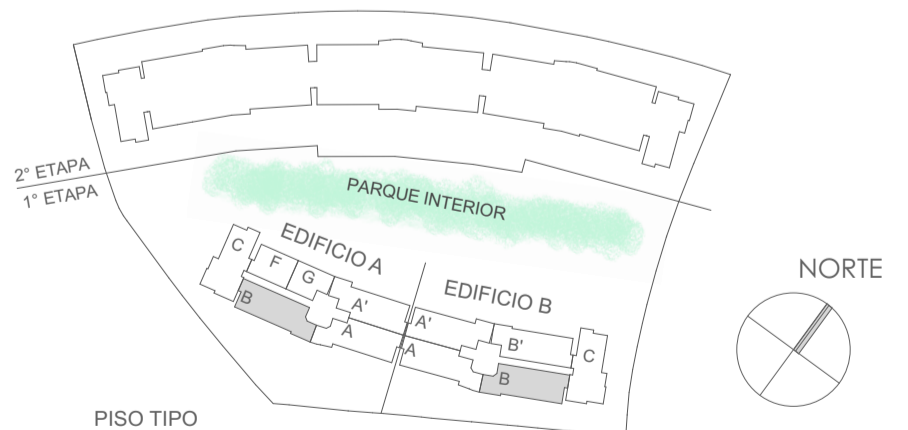 2° ETAPA
1° ETAPA
PARQUE INTERIOR
EDIFICIO A
EDIFICIO B
NORTE
C
F
G
B
A'
A
A'
A
B'
B
C
PISO TIPO